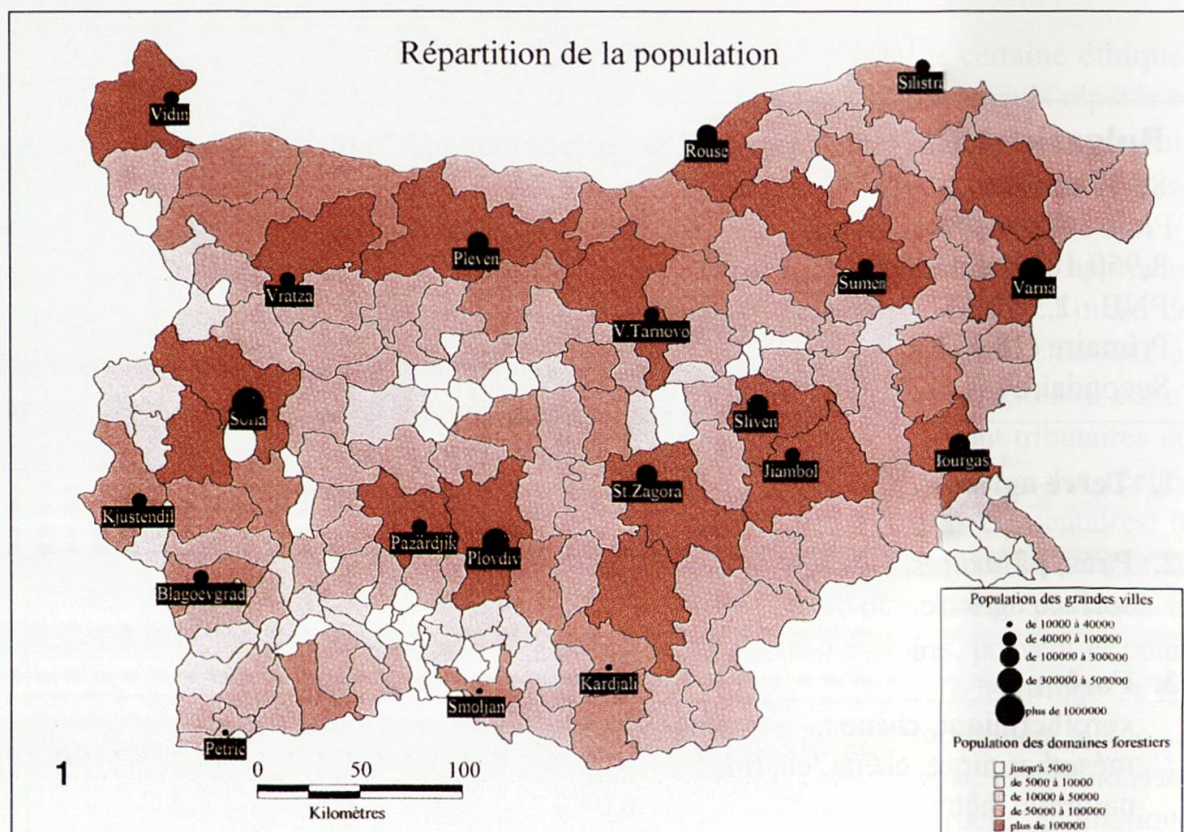 Répartition de la population
Silistra
Vidin
Rouse
Pleven
Varna
Šumen
Vratza
V.Tarnovo
Sofia
Sliven
Bourgas
Jiambol
St.Zagora
Kjustendil
Pazardjik
Plovdiv
Blagoevgrad
Kardjali
Smoljan
Petric
1
0 50 100
Kilomètres
Population des grandes villes
de 10000 à 40000
de 40000 à 100000
de 100000 à 300000
de 300000 à 500000
plus de 1000000
Population des domaines forestiers
jusqu'à 5000
de 5000 à 10000
de 10000 à 50000
de 50000 à 100000
plus de 100000